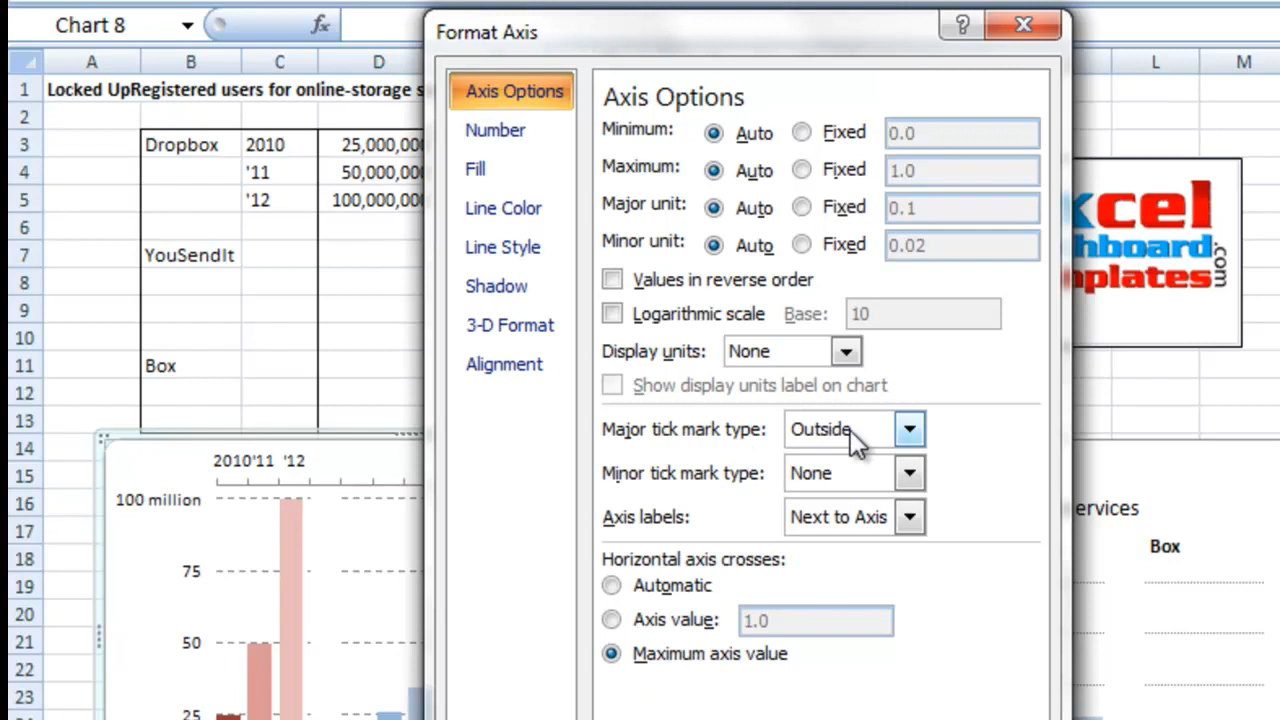 Chart 8
fx
Format Axis
?
A B C D L M
1 Locked UpRegistered users for online-storage s
2
3 Dropbox 2010 25,000,000
4 '11 50,000,000
5 '12 100,000,000
6
7 YouSendIt
8
9
10
11 Box
12
13
14
15
16
17
18
19
20
21
22
23
Axis Options
Number
Fill
Line Color
Line Style
Shadow
3-D Format
Alignment
Axis Options
Minimum: Auto Fixed 0.0
Maximum: Auto Fixed 1.0
Major unit: Auto Fixed 0.1
Minor unit: Auto Fixed 0.02
Values in reverse order
Logarithmic scale Base: 10
Display units: None
Show display units label on chart
Major tick mark type: Outside
Minor tick mark type: None
Axis labels: Next to Axis
Horizontal axis crosses:
Automatic
Axis value: 1.0
Maximum axis value
xcel
hboard
mplates
.com
ervices
Box
2010 '11 '12
100 million
75
50
25